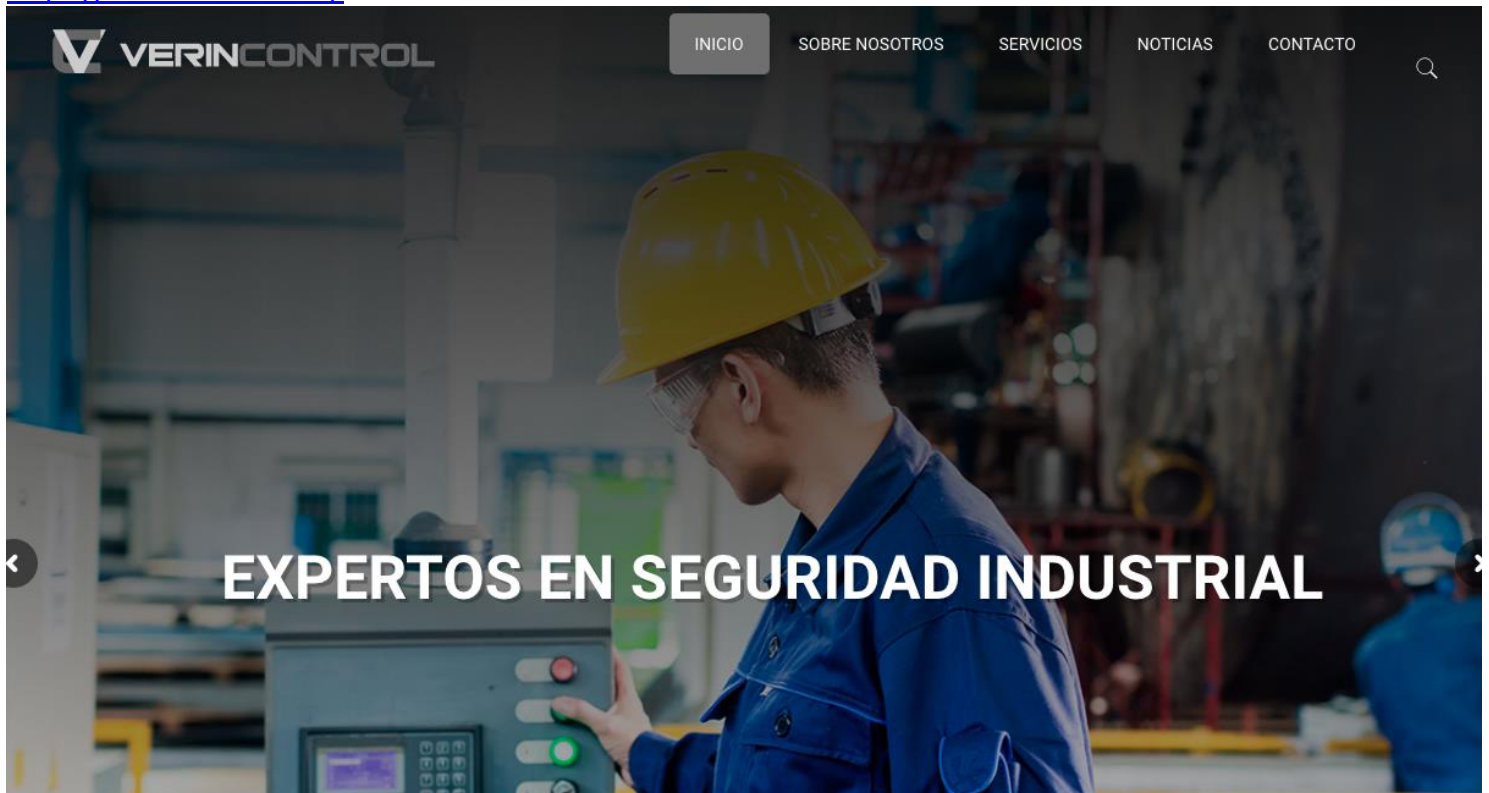 VERINCONTROL
INICIO SOBRE NOSOTROS SERVICIOS NOTICIAS CONTACTO
EXPERTOS EN SEGURIDAD INDUSTRIAL